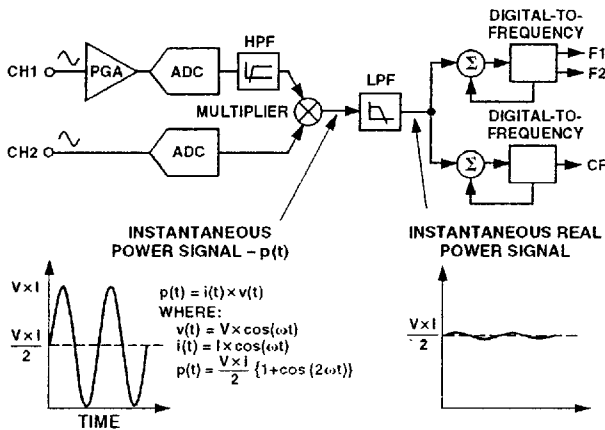 DIGITAL-TO-
FREQUENCY
HPF
CH1
PGA
ADC
LPF
Σ
F1
F2
MULTIPLIER
DIGITAL-TO-
FREQUENCY
CH2
ADC
Σ
CF
INSTANTANEOUS
POWER SIGNAL – p(t)
INSTANTANEOUS REAL
POWER SIGNAL
V×I
p(t) = i(t)×v(t)
WHERE:
v(t) = V×cos(ωt)
i(t) = I×cos(ωt)
p(t) = V×I/2 {1+cos (2ωt)}
V×I
2
TIME
V×I
2